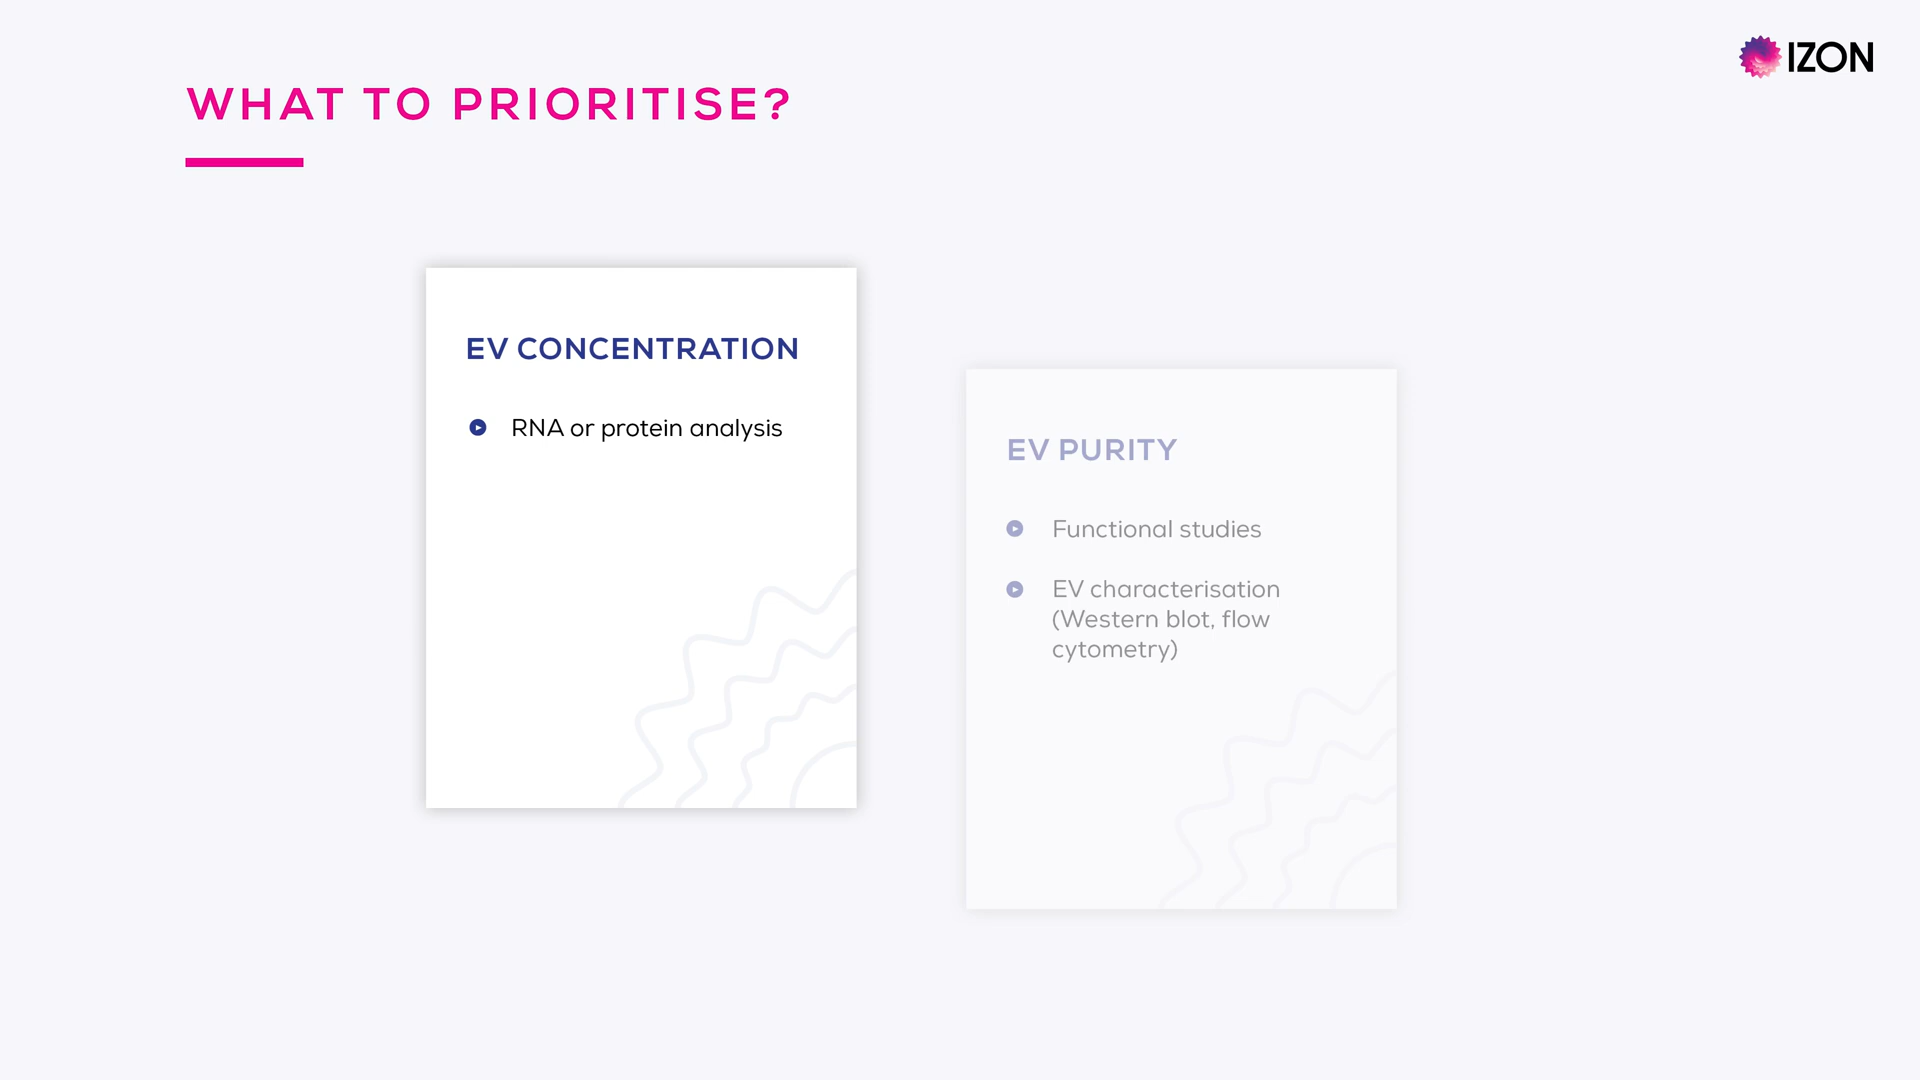 IZON
WHAT TO PRIORITISE?
EV CONCENTRATION
RNA or protein analysis
EV PURITY
Functional studies
EV characterisation
(Western blot, flow
cytometry)